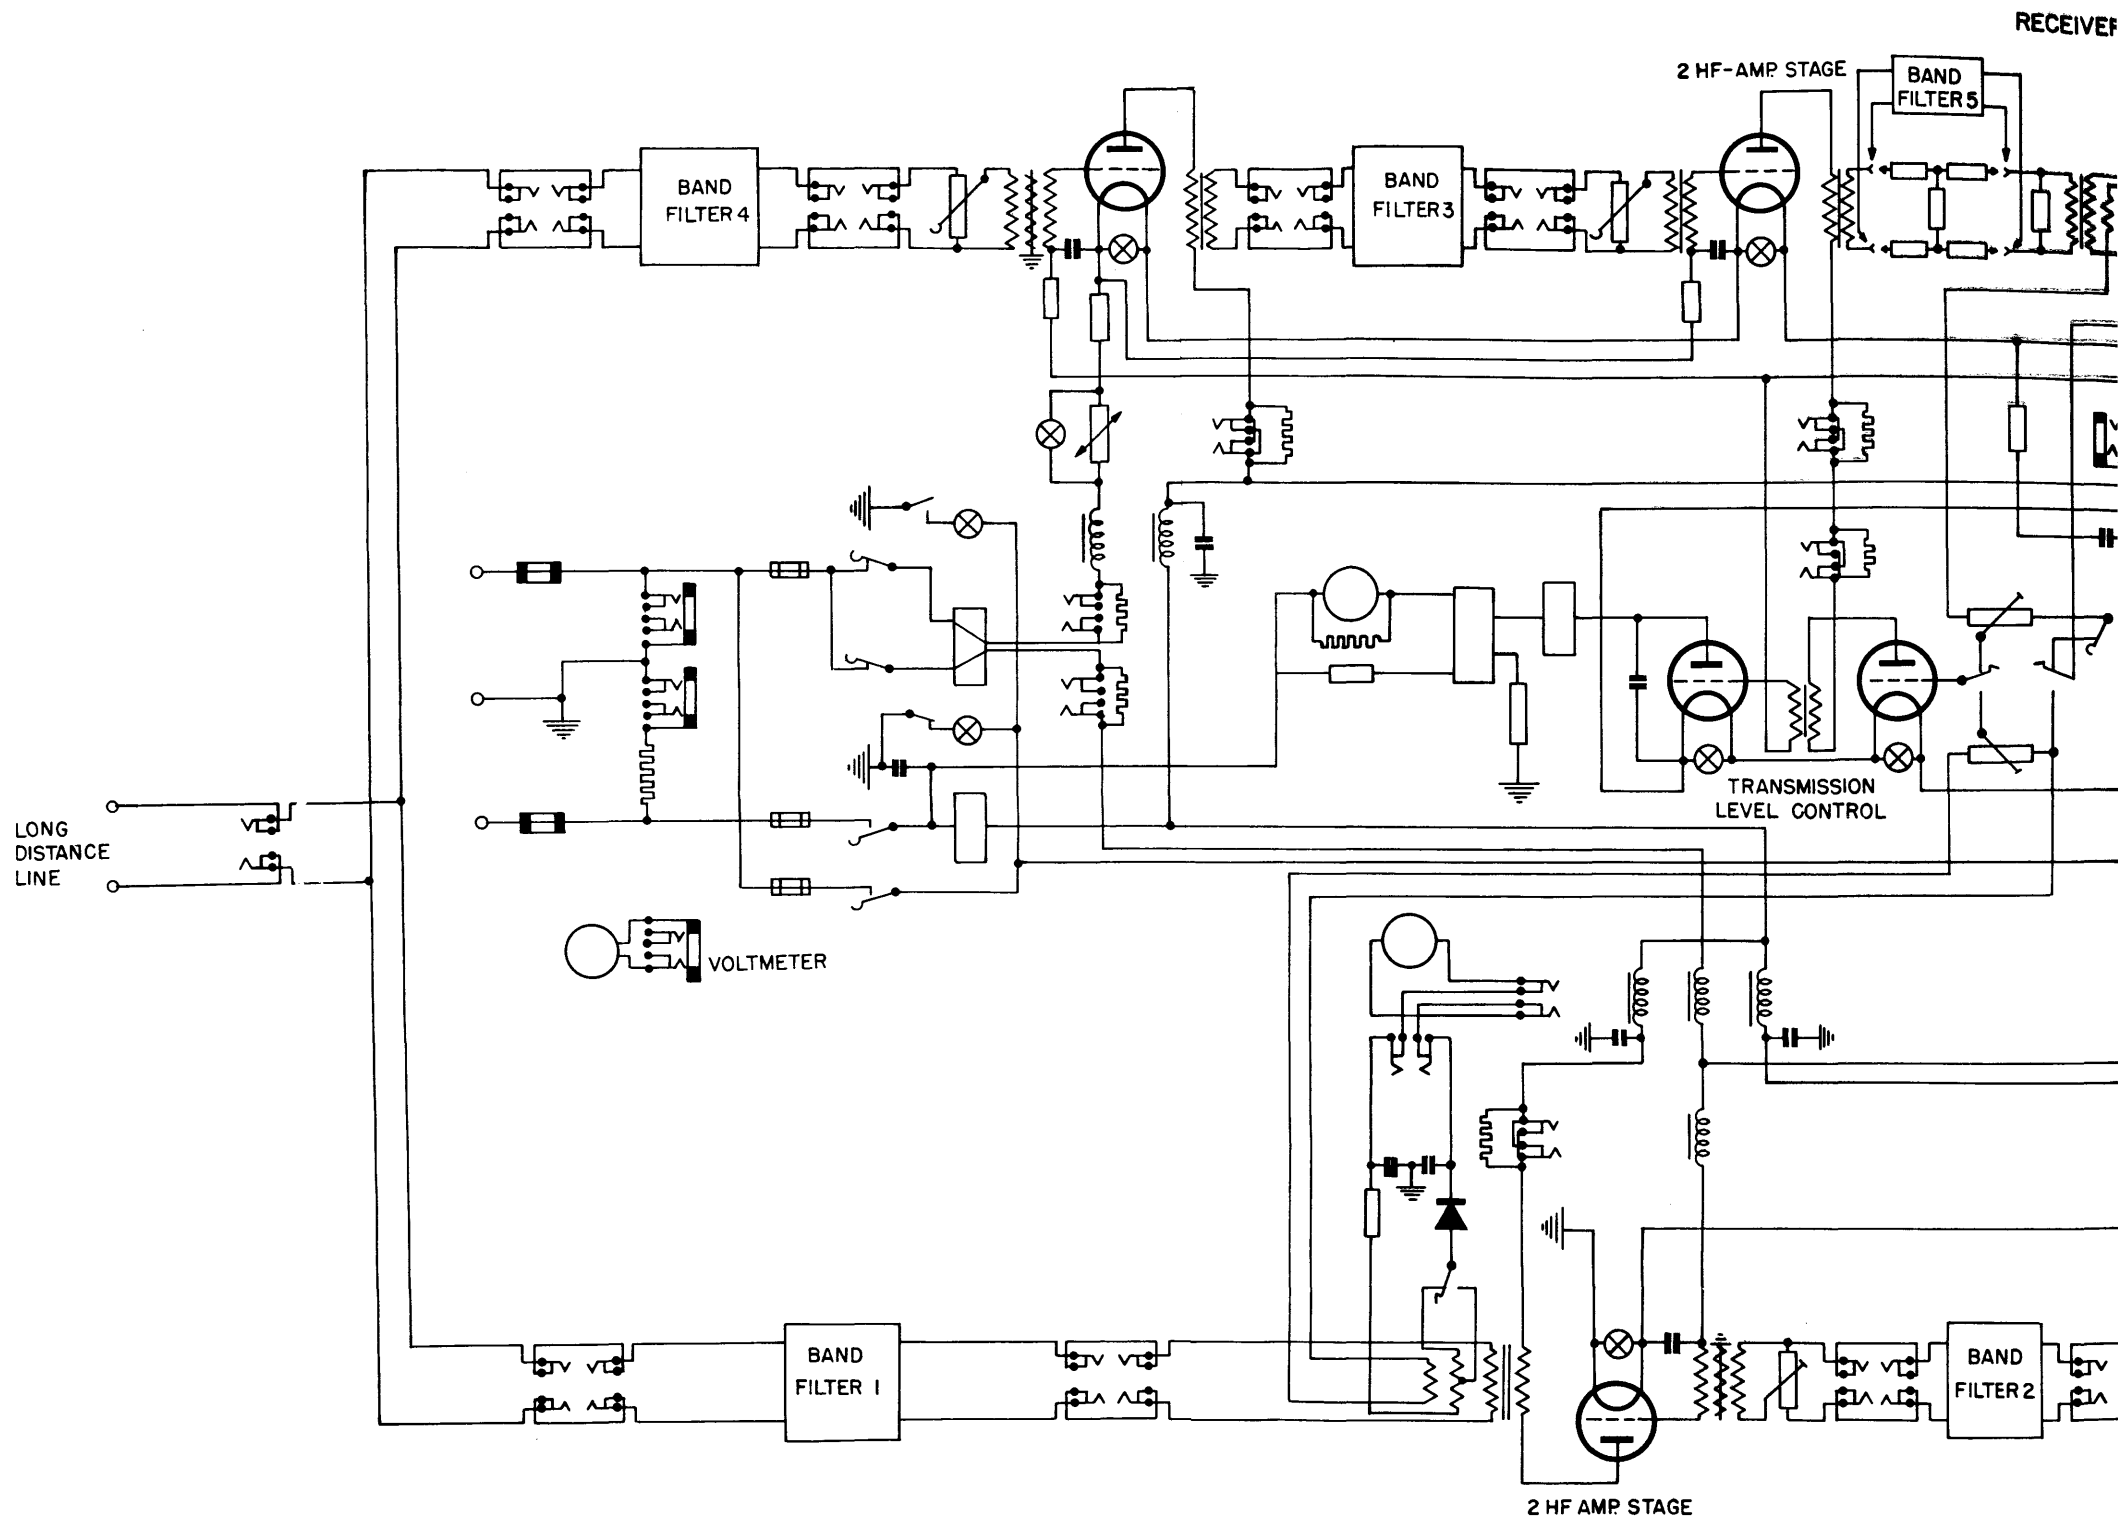 RECEIVER
2 HF-AMP. STAGE
BAND
FILTER 5
BAND
FILTER 4
BAND
FILTER 3
TRANSMISSION
LEVEL CONTROL
LONG
DISTANCE
LINE
VOLTMETER
BAND
FILTER 1
BAND
FILTER 2
2 HF AMP. STAGE